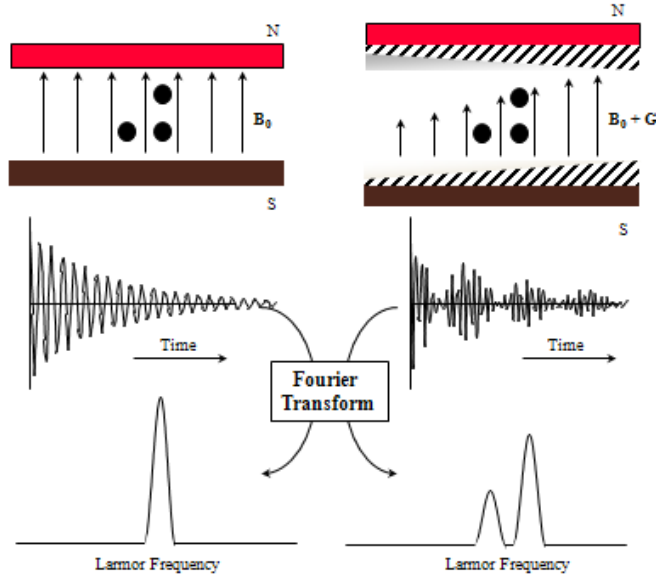 N
N
B₀
B₀ + G
S
S
Time
Time
Fourier
Transform
Larmor Frequency
Larmor Frequency